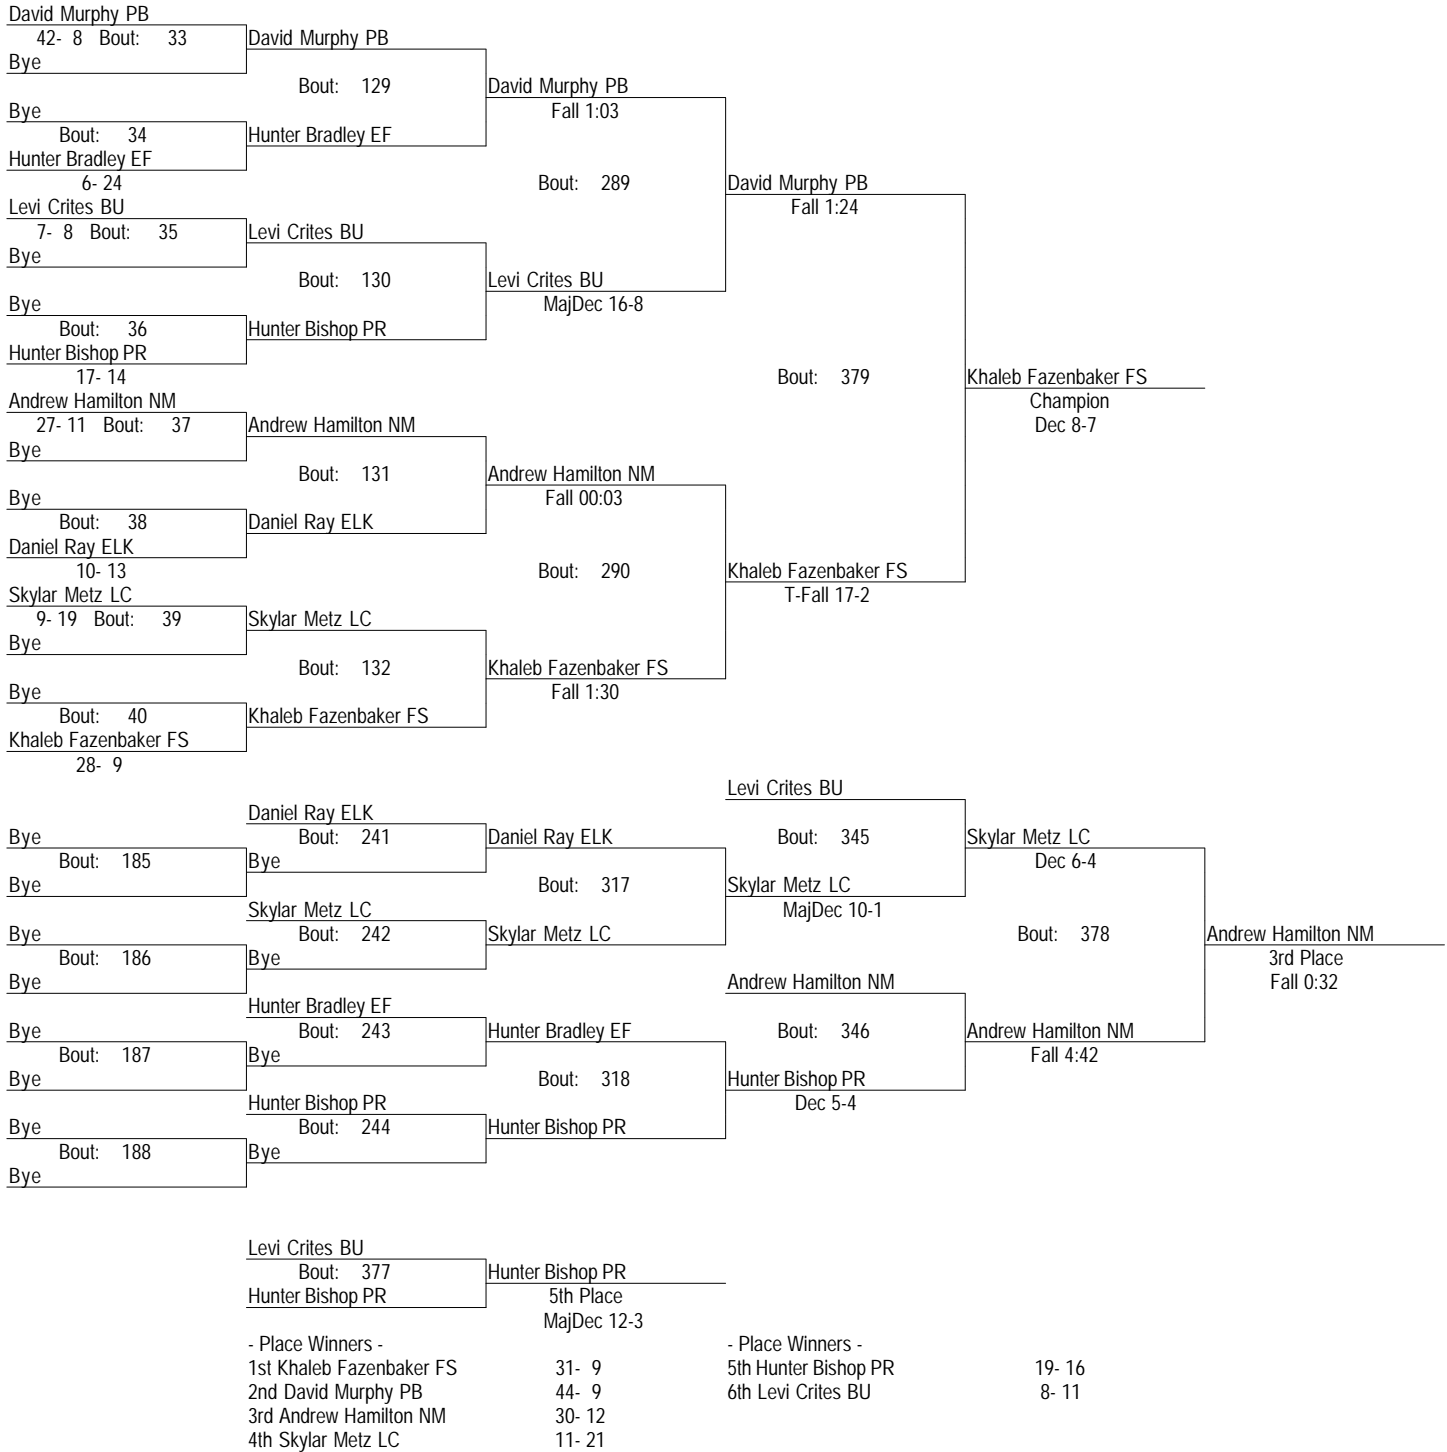 David Murphy PB
42- 8 Bout: 33
Bye
David Murphy PB
Bout: 129
David Murphy PB
Fall 1:03
Bye
Bout: 34
Hunter Bradley EF
Hunter Bradley EF
6- 24
Bout: 289
David Murphy PB
Fall 1:24
Levi Crites BU
7- 8 Bout: 35
Bye
Levi Crites BU
Bout: 130
Levi Crites BU
MajDec 16-8
Bye
Bout: 36
Hunter Bishop PR
Hunter Bishop PR
17- 14
Bout: 379
Khaleb Fazenbaker FS
Champion
Dec 8-7
Andrew Hamilton NM
27- 11 Bout: 37
Bye
Andrew Hamilton NM
Bout: 131
Andrew Hamilton NM
Fall 00:03
Bye
Bout: 38
Daniel Ray ELK
Daniel Ray ELK
10- 13
Bout: 290
Khaleb Fazenbaker FS
T-Fall 17-2
Skylar Metz LC
9- 19 Bout: 39
Bye
Skylar Metz LC
Bout: 132
Khaleb Fazenbaker FS
Fall 1:30
Bye
Bout: 40
Khaleb Fazenbaker FS
Khaleb Fazenbaker FS
28- 9
Levi Crites BU
Daniel Ray ELK
Bye
Bout: 241
Daniel Ray ELK
Bout: 345
Skylar Metz LC
Dec 6-4
Bout: 185
Bye
Bye
Bout: 317
Skylar Metz LC
MajDec 10-1
Skylar Metz LC
Bye
Bout: 242
Skylar Metz LC
Bout: 378
Andrew Hamilton NM
3rd Place
Fall 0:32
Bout: 186
Bye
Bye
Andrew Hamilton NM
Hunter Bradley EF
Bye
Bout: 243
Hunter Bradley EF
Bout: 346
Andrew Hamilton NM
Fall 4:42
Bout: 187
Bye
Bye
Bout: 318
Hunter Bishop PR
Dec 5-4
Hunter Bishop PR
Bye
Bout: 244
Hunter Bishop PR
Bout: 188
Bye
Bye
Levi Crites BU
Bout: 377
Hunter Bishop PR
Hunter Bishop PR
5th Place
MajDec 12-3
- Place Winners -
1st Khaleb Fazenbaker FS 31- 9
2nd David Murphy PB 44- 9
3rd Andrew Hamilton NM 30- 12
4th Skylar Metz LC 11- 21
- Place Winners -
5th Hunter Bishop PR 19- 16
6th Levi Crites BU 8- 11